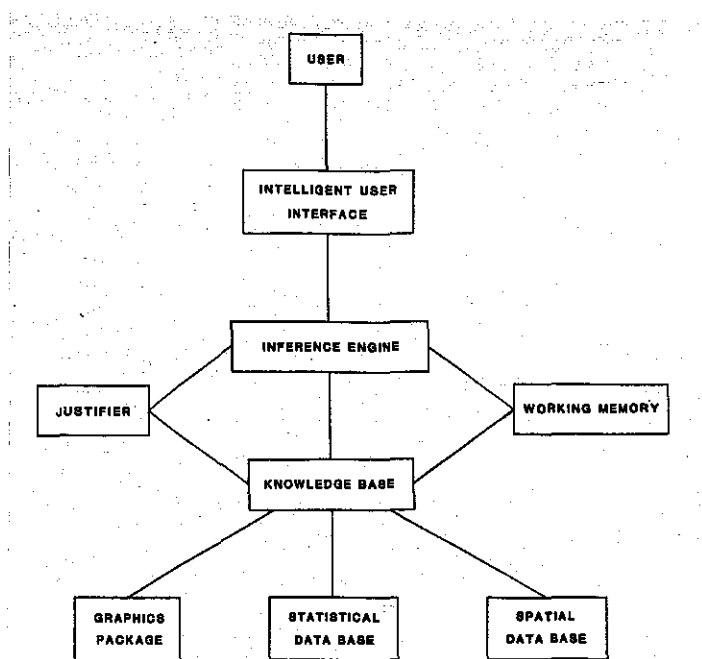 USER
INTELLIGENT USER
INTERFACE
INFERENCE ENGINE
JUSTIFIER
WORKING MEMORY
KNOWLEDGE BASE
GRAPHICS
PACKAGE
STATISTICAL
DATA BASE
SPATIAL
DATA BASE